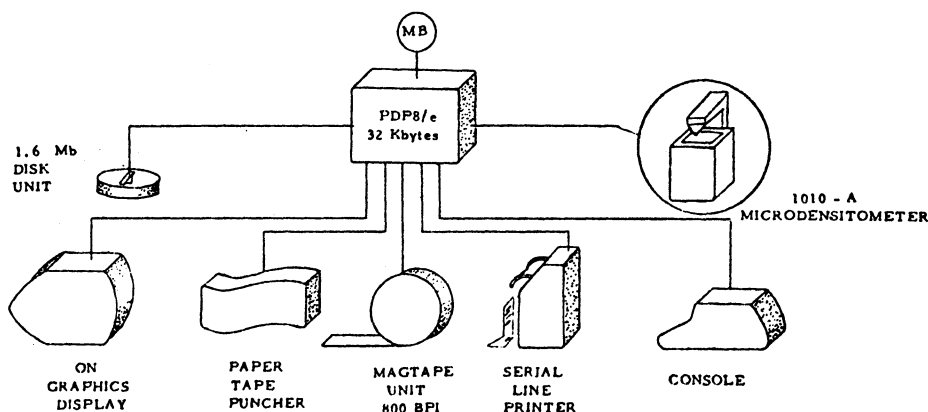 MB
PDP8/e
32 Kbytes
1.6 Mb
DISK
UNIT
1010 - A
MICRODENSITOMETER
ON
GRAPHICS
DISPLAY
PAPER
TAPE
PUNCHER
MAGTAPE
UNIT
800 BPI
SERIAL
LINE
PRINTER
CONSOLE